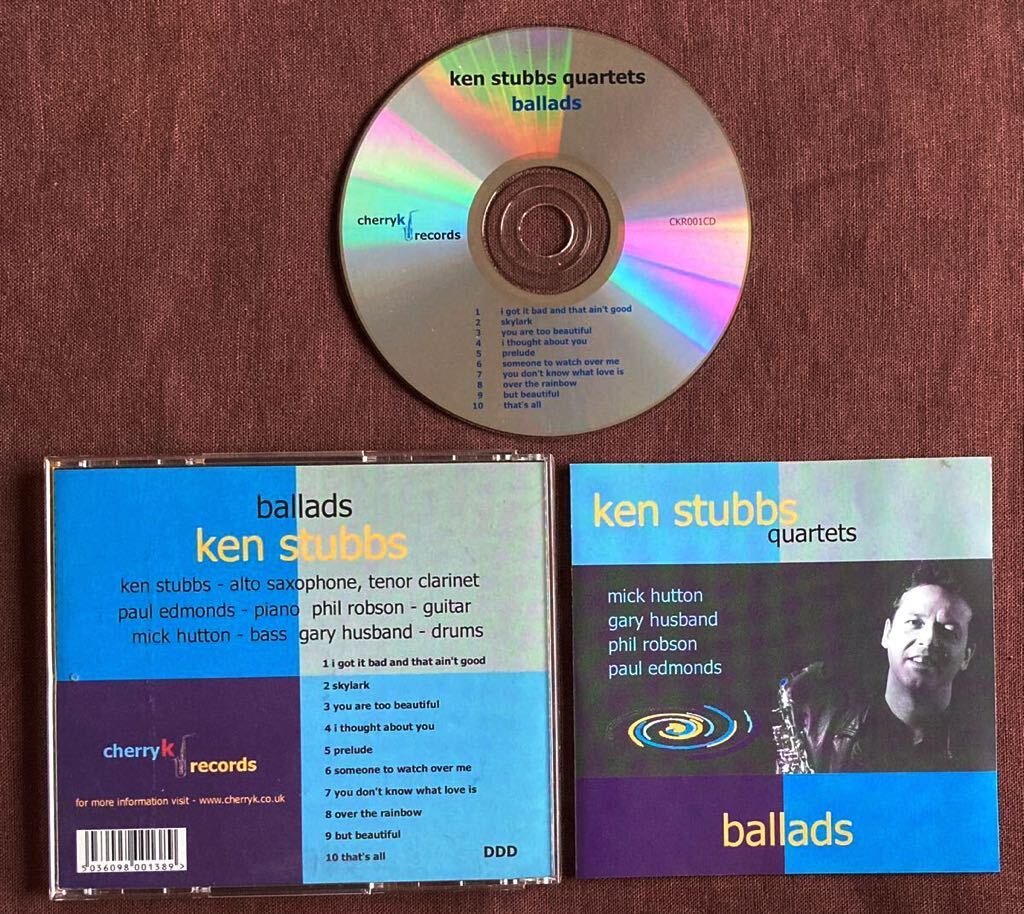 ken stubbs quartets
ballads
cherryk records
CKR001CD
1 i got it bad and that ain't good
2 skylark
3 you are too beautiful
4 i thought about you
5 prelude
6 someone to watch over me
7 you don't know what love is
8 over the rainbow
9 but beautiful
10 that's all
ballads
ken stubbs
ken stubbs - alto saxophone, tenor clarinet
paul edmonds - piano phil robson - guitar
mick hutton - bass gary husband - drums
1 i got it bad and that ain't good
2 skylark
3 you are too beautiful
4 i thought about you
5 prelude
6 someone to watch over me
7 you don't know what love is
8 over the rainbow
9 but beautiful
10 that's all
cherryk records
for more information visit - www.cherryk.co.uk
5036098 001389 >
DDD
ken stubbs
quartets
mick hutton
gary husband
phil robson
paul edmonds
ballads